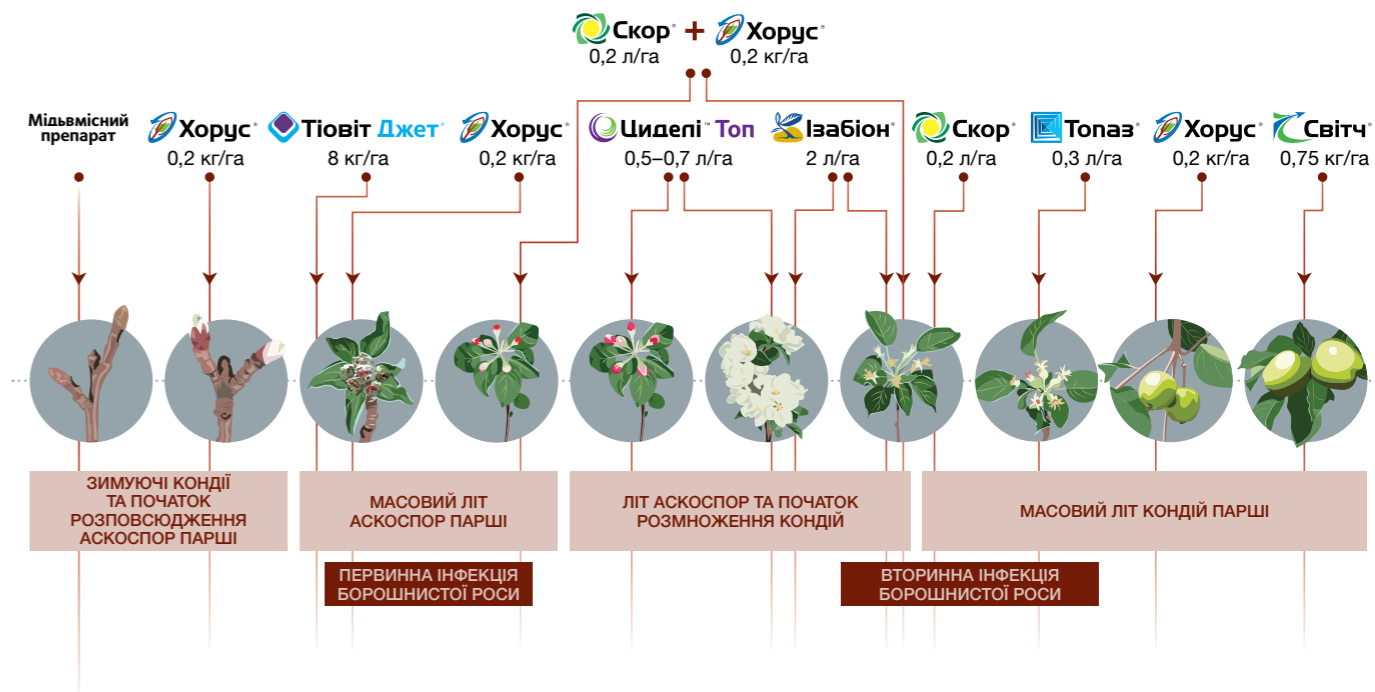 Скор® + Хорус®
0,2 л/га 0,2 кг/га
Мідьвмісний
препарат
Хорус®
0,2 кг/га
Тіовіт Джет®
8 кг/га
Хорус®
0,2 кг/га
Циделі™ Топ
0,5–0,7 л/га
Ізабіон®
2 л/га
Скор®
0,2 л/га
Топаз®
0,3 л/га
Хорус®
0,2 кг/га
Світч®
0,75 кг/га
ЗИМУЮЧІ КОНДІЇ
ТА ПОЧАТОК
РОЗПОВСЮДЖЕННЯ
АСКОСПОР ПАРШІ
МАСОВИЙ ЛІТ
АСКОСПОР ПАРШІ
ЛІТ АСКОСПОР ТА ПОЧАТОК
РОЗМНОЖЕННЯ КОНДІЙ
МАСОВИЙ ЛІТ КОНДІЙ ПАРШІ
ПЕРВИННА ІНФЕКЦІЯ
БОРОШНИСТОЇ РОСИ
ВТОРИННА ІНФЕКЦІЯ
БОРОШНИСТОЇ РОСИ